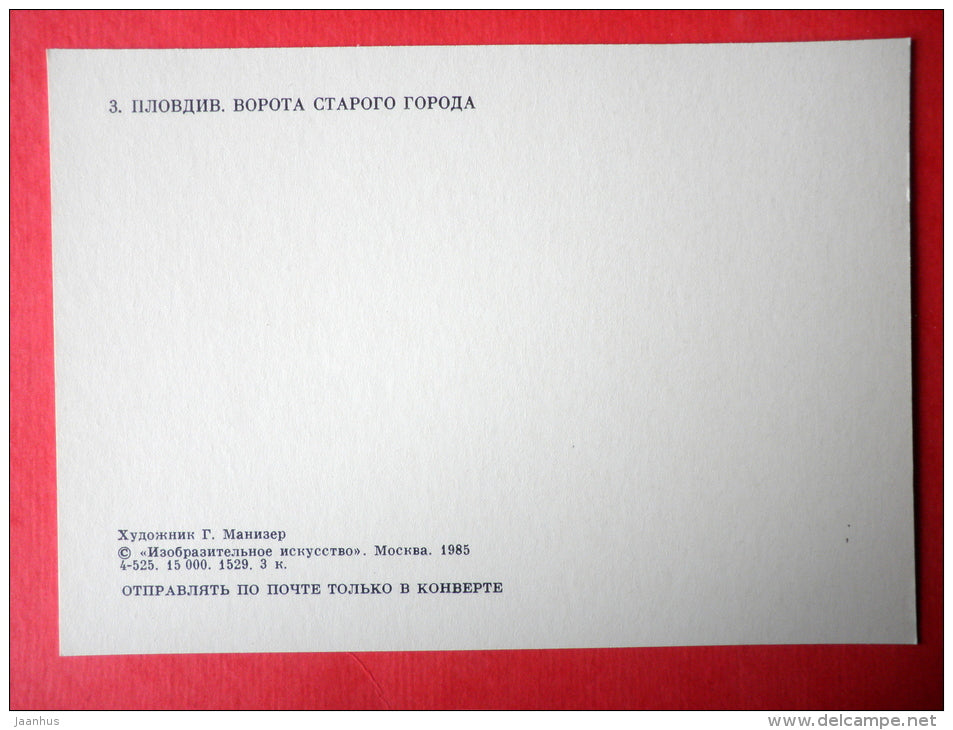 3. ПЛОВДИВ. ВОРОТА СТАРОГО ГОРОДА
Художник Г. Манизер
© «Изобразительное искусство». Москва. 1985
4-525. 15 000. 1529. 3 к.
ОТПРАВЛЯТЬ ПО ПОЧТЕ ТОЛЬКО В КОНВЕРТЕ
jaanhus
delcampe.net